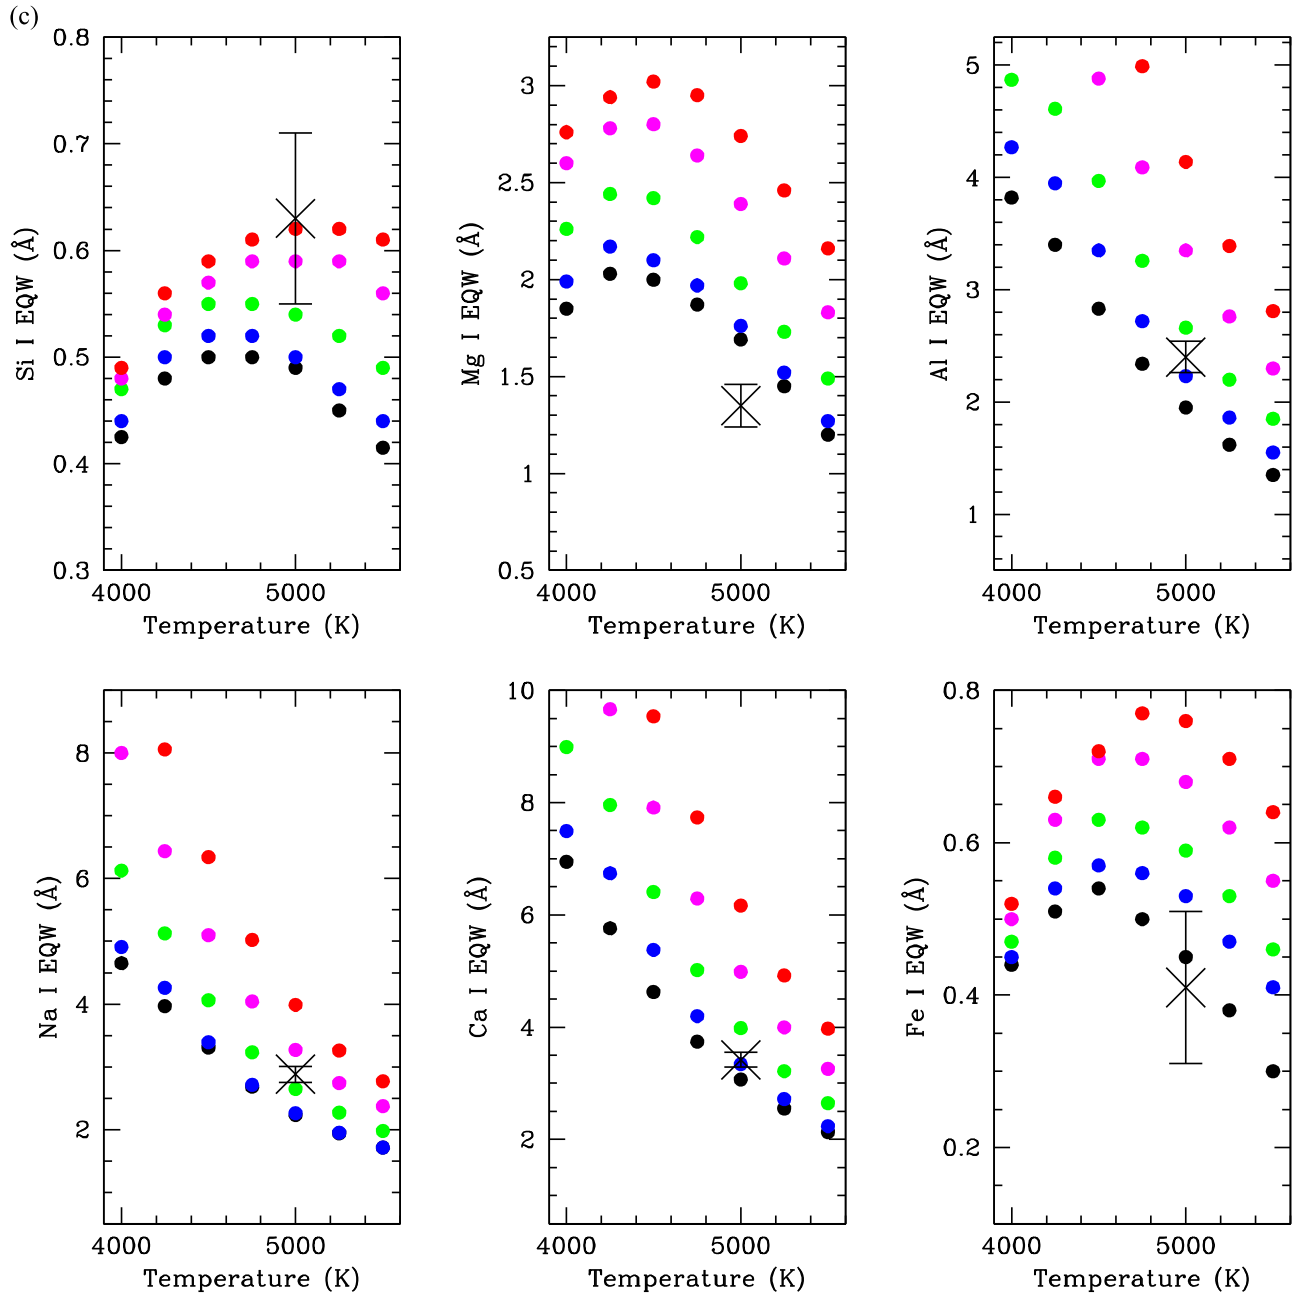 (c)
0.8
0.7
0.6
0.5
0.4
0.3
Si I EQW (Å)
4000 5000
Temperature (K)
3
2.5
2
1.5
1
0.5
Mg I EQW (Å)
4000 5000
Temperature (K)
5
4
3
2
1
Al I EQW (Å)
4000 5000
Temperature (K)
8
6
4
2
Na I EQW (Å)
4000 5000
Temperature (K)
10
8
6
4
2
Ca I EQW (Å)
4000 5000
Temperature (K)
0.8
0.6
0.4
0.2
Fe I EQW (Å)
4000 5000
Temperature (K)